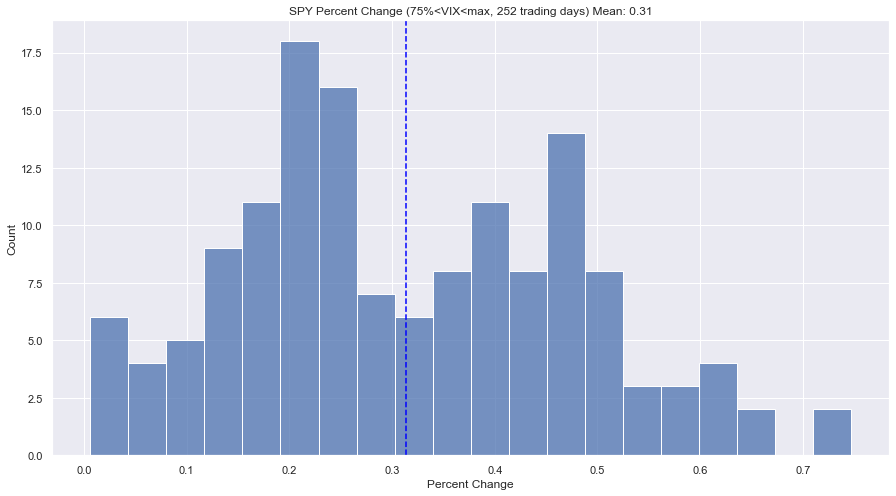 SPY Percent Change (75%<VIX<max, 252 trading days) Mean: 0.31
17.5
15.0
12.5
10.0
7.5
5.0
2.5
0.0
Count
0.0 0.1 0.2 0.3 0.4 0.5 0.6 0.7
Percent Change